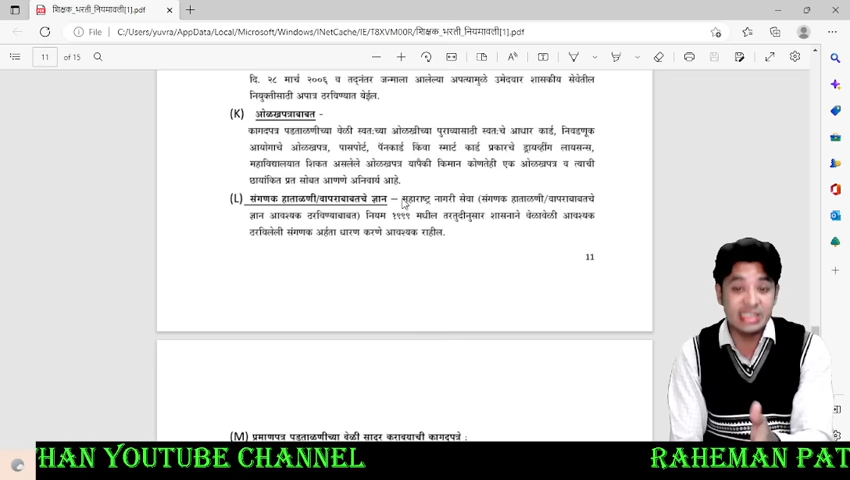 शिक्षक_भरती_नियमावली[1].pdf
File
C:/Users/yuvra/AppData/Local/Microsoft/Windows/INetCache/IE/T8XVM00R/शिक्षक_भरती_नियमावली[1].pdf
11 of 15
दि. २८ मार्च २००६ व तद्नंतर जन्माला आलेल्या अपत्यामुळे उमेदवार शासकीय सेवेतील
नियुक्तीसाठी अपात्र ठरविण्यात येईल.
(K) ओळखपत्राबाबत -
कागदपत्र पडताळणीच्या वेळी स्वतःच्या ओळखीच्या पुराव्यासाठी स्वतःचे आधार कार्ड, निवडणूक
आयोगाचे ओळखपत्र, पासपोर्ट, पॅनकार्ड किंवा स्मार्ट कार्ड प्रकारचे ड्रायव्हींग लायसन्स,
महाविद्यालयात शिकत असलेले ओळखपत्र यापैकी किमान कोणतेही एक ओळखपत्र व त्याची
छायांकित प्रत सोबत आणणे अनिवार्य आहे.
(L) संगणक हाताळणी/वापराबाबतचे ज्ञान – महाराष्ट्र नागरी सेवा (संगणक हाताळणी/वापराबाबतचे
ज्ञान आवश्यक ठरविण्याबाबत) नियम १९९९ मधील तरतुदीनुसार शासनाने वेळावेळी आवश्यक
ठरविलेली संगणक अर्हता धारण करणे आवश्यक राहील.
11
(M) प्रमाणपत्र पडताळणीच्या वेळी सादर करावयाची कागदपत्रे :
THAN YOUTUBE CHANNEL RAHEMAN PAT